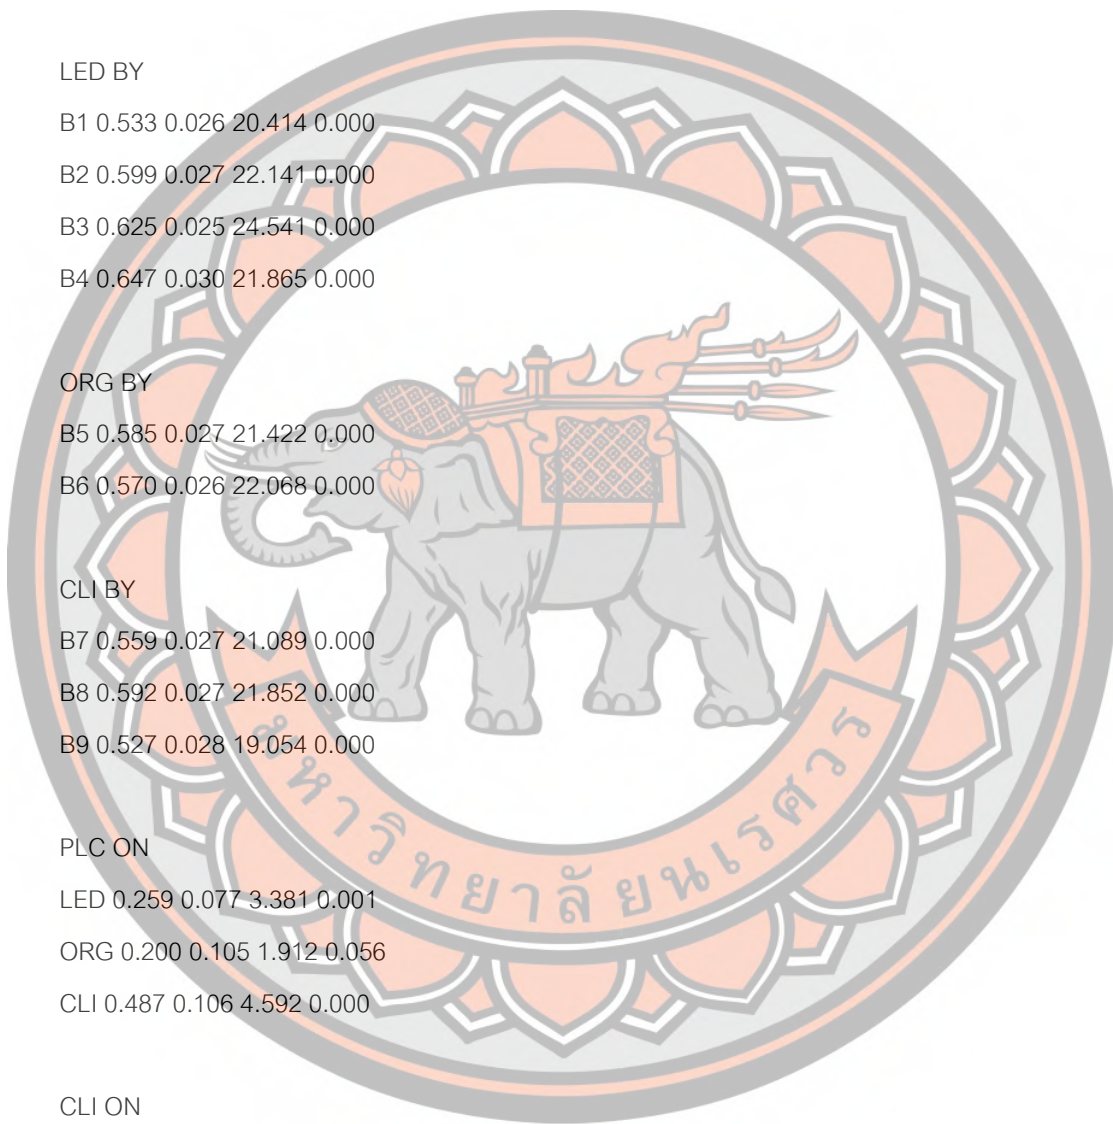 LED BY
B1 0.533 0.026 20.414 0.000
B2 0.599 0.027 22.141 0.000
B3 0.625 0.025 24.541 0.000
B4 0.647 0.030 21.865 0.000
ORG BY
B5 0.585 0.027 21.422 0.000
B6 0.570 0.026 22.068 0.000
CLI BY
B7 0.559 0.027 21.089 0.000
B8 0.592 0.027 21.852 0.000
B9 0.527 0.028 19.054 0.000
PLC ON
LED 0.259 0.077 3.381 0.001
ORG 0.200 0.105 1.912 0.056
CLI 0.487 0.106 4.592 0.000
CLI ON
มหาวิทยาลัยนเรศวร